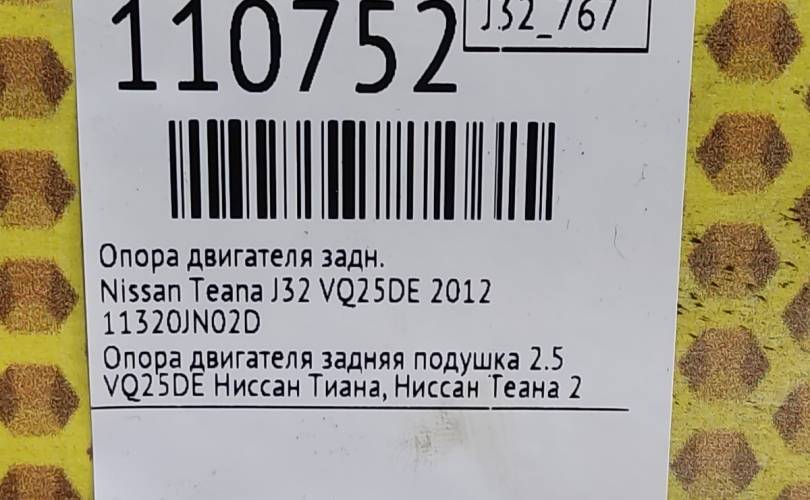 110752
J32_767
Опора двигателя задн.
Nissan Teana J32 VQ25DE 2012
11320JN02D
Опора двигателя задняя подушка 2.5
VQ25DE Ниссан Тиана, Ниссан Теана 2